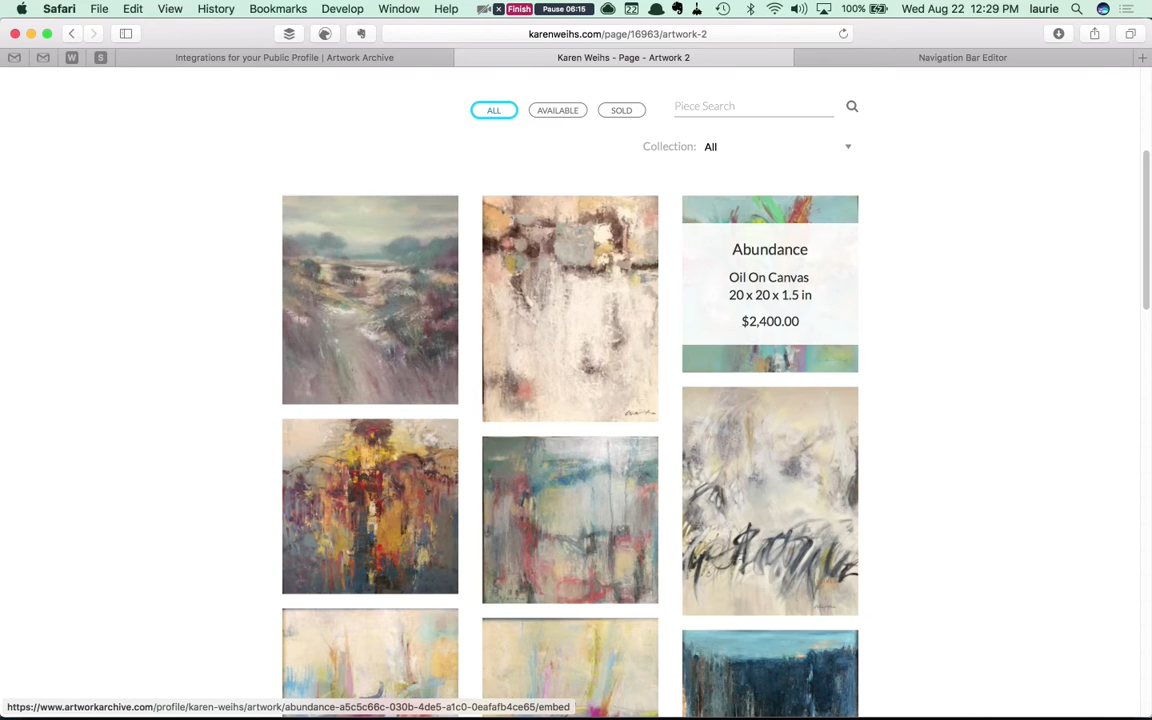 Safari File Edit View History Bookmarks Develop Window Help Finish Pause 06:15 22 100% Wed Aug 22 12:29 PM laurie
karenweihs.com/page/16963/artwork-2
W S Integrations for your Public Profile | Artwork Archive Karen Weihs - Page - Artwork 2 Navigation Bar Editor
ALL AVAILABLE SOLD Piece Search
Collection: All
Abundance
Oil On Canvas
20 x 20 x 1.5 in
$2,400.00
https://www.artworkarchive.com/profile/karen-weihs/artwork/abundance-a5c5c66c-030b-4de5-a1c0-0eafafb4ce65/embed